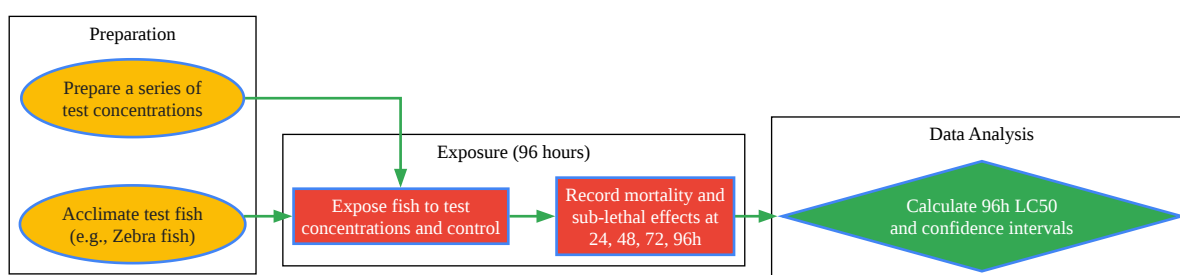 Preparation
Prepare a series of
test concentrations
Acclimate test fish
(e.g., Zebra fish)
Exposure (96 hours)
Expose fish to test
concentrations and control
Record mortality and
sub-lethal effects at
24, 48, 72, 96h
Data Analysis
Calculate 96h LC50
and confidence intervals